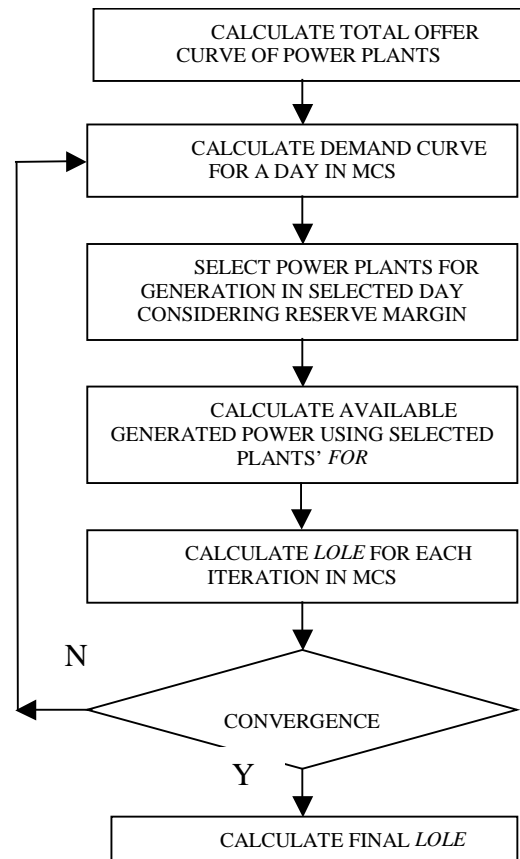 CALCULATE TOTAL OFFER
CURVE OF POWER PLANTS
CALCULATE DEMAND CURVE
FOR A DAY IN MCS
SELECT POWER PLANTS FOR
GENERATION IN SELECTED DAY
CONSIDERING RESERVE MARGIN
CALCULATE AVAILABLE
GENERATED POWER USING SELECTED
PLANTS' FOR
CALCULATE LOLE FOR EACH
ITERATION IN MCS
N
CONVERGENCE
Y
CALCULATE FINAL LOLE